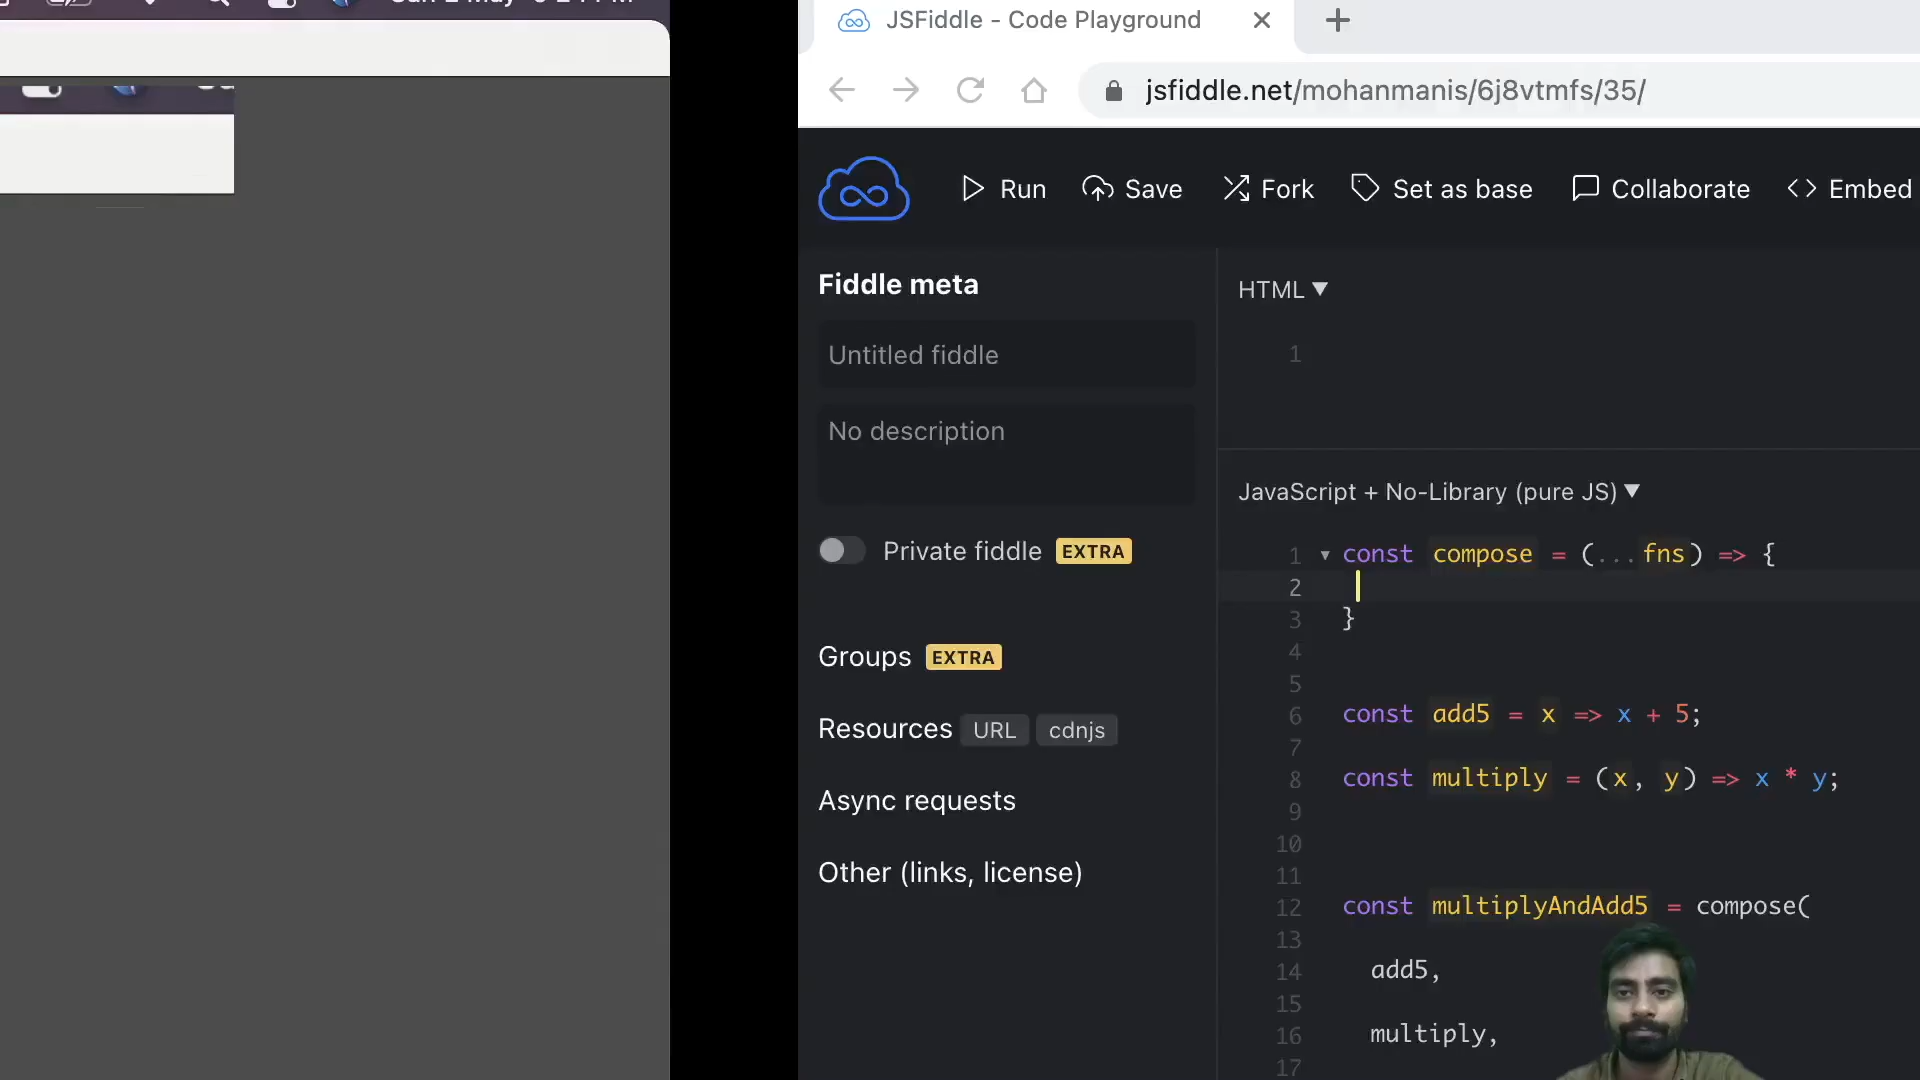 JSFiddle - Code Playground
jsfiddle.net/mohanmanis/6j8vtmfs/35/
Run
Save
Fork
Set as base
Collaborate
Embed
Fiddle meta
Untitled fiddle
No description
Private fiddle EXTRA
Groups EXTRA
Resources URL cdnjs
Async requests
Other (links, license)
HTML ▼
1
JavaScript + No-Library (pure JS) ▼
1 const compose = (...fns) => {
2
3 }
4
5
6 const add5 = x => x + 5;
7
8 const multiply = (x, y) => x * y;
9
10
11
12 const multiplyAndAdd5 = compose(
13
14 add5,
15
16 multiply,
17